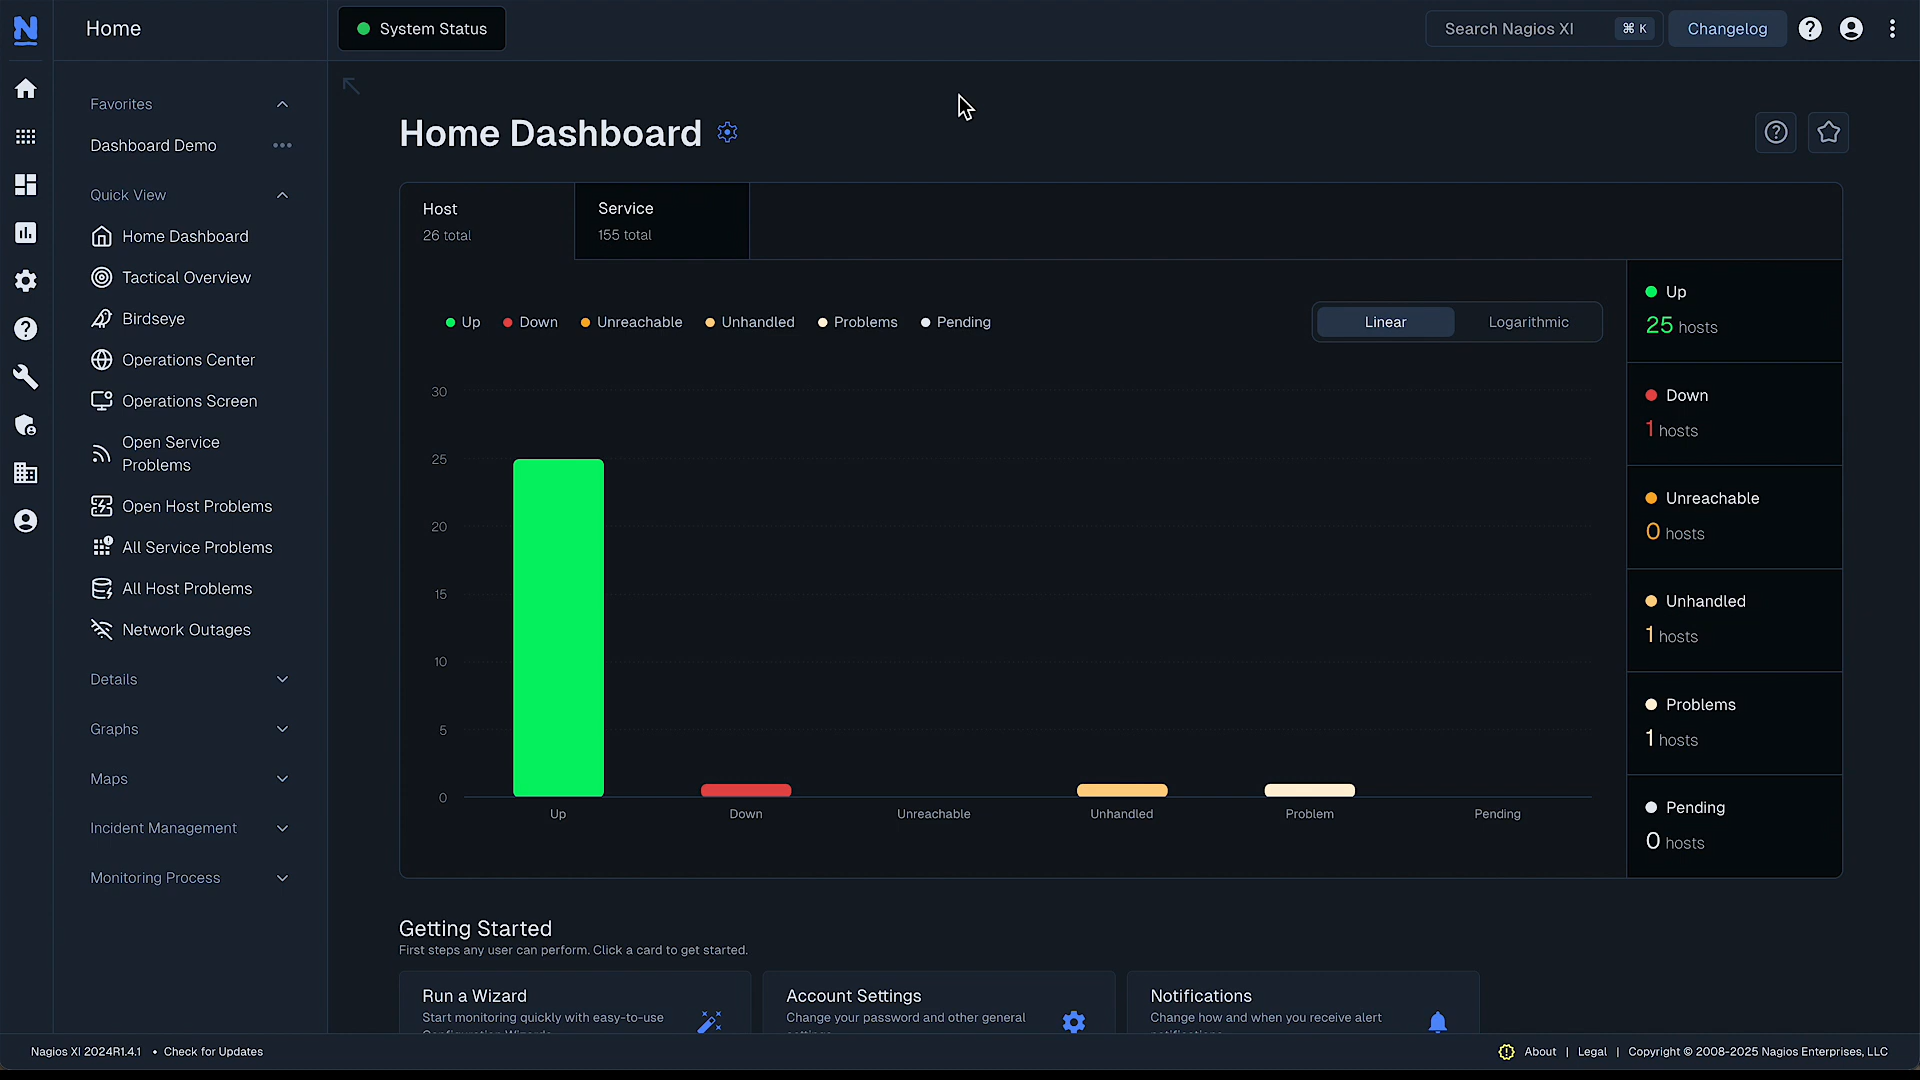 Home
System Status
Search Nagios XI
⌘ K
Changelog
Favorites
Dashboard Demo
Quick View
Home Dashboard
Tactical Overview
Birdseye
Operations Center
Operations Screen
Open Service
Problems
Open Host Problems
All Service Problems
All Host Problems
Network Outages
Details
Graphs
Maps
Incident Management
Monitoring Process
Home Dashboard
Host
26 total
Service
155 total
Up
Down
Unreachable
Unhandled
Problems
Pending
Linear
Logarithmic
30
25
20
15
10
5
0
Up
Down
Unreachable
Unhandled
Problem
Pending
Up
25 hosts
Down
1 hosts
Unreachable
0 hosts
Unhandled
1 hosts
Problems
1 hosts
Pending
0 hosts
Getting Started
First steps any user can perform. Click a card to get started.
Run a Wizard
Start monitoring quickly with easy-to-use
Account Settings
Change your password and other general
Notifications
Change how and when you receive alert
Nagios XI 2024R1.4.1 • Check for Updates
About | Legal | Copyright © 2008-2025 Nagios Enterprises, LLC